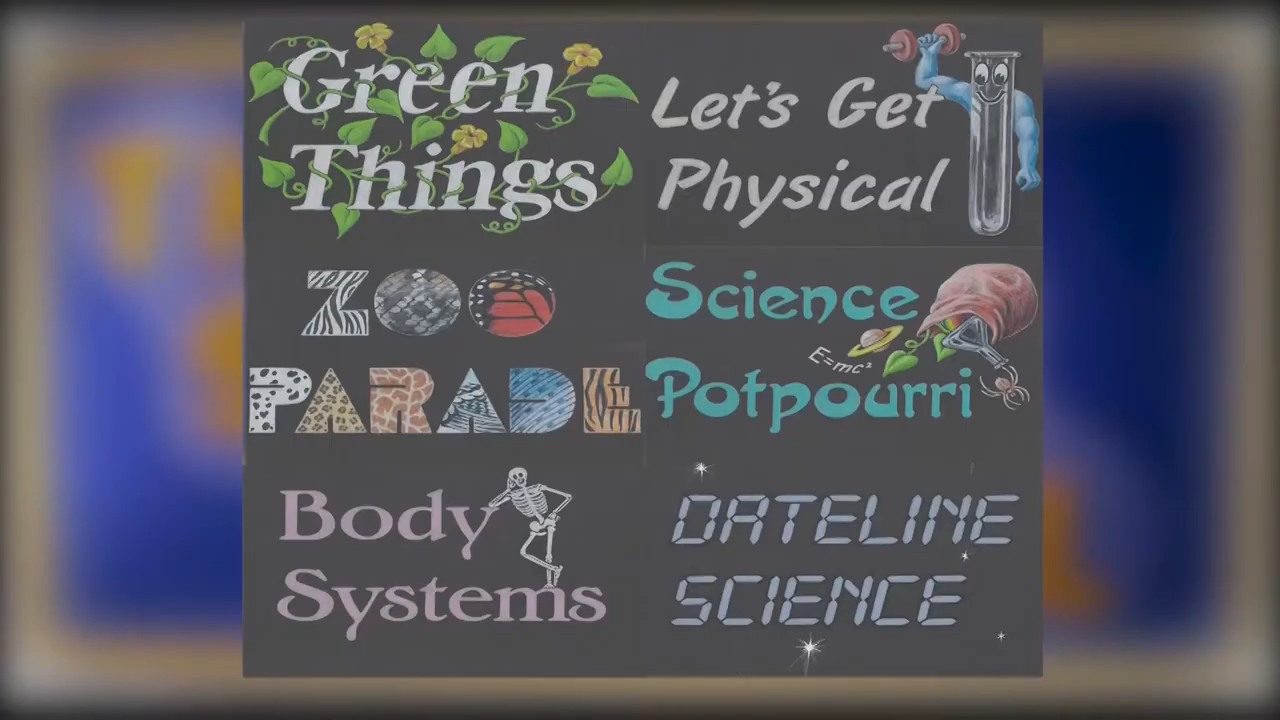 Green
Things
Let's Get
Physical
ZOO
PARADE
Science
E=mc²
Potpourri
Body
Systems
DATELINE
SCIENCE